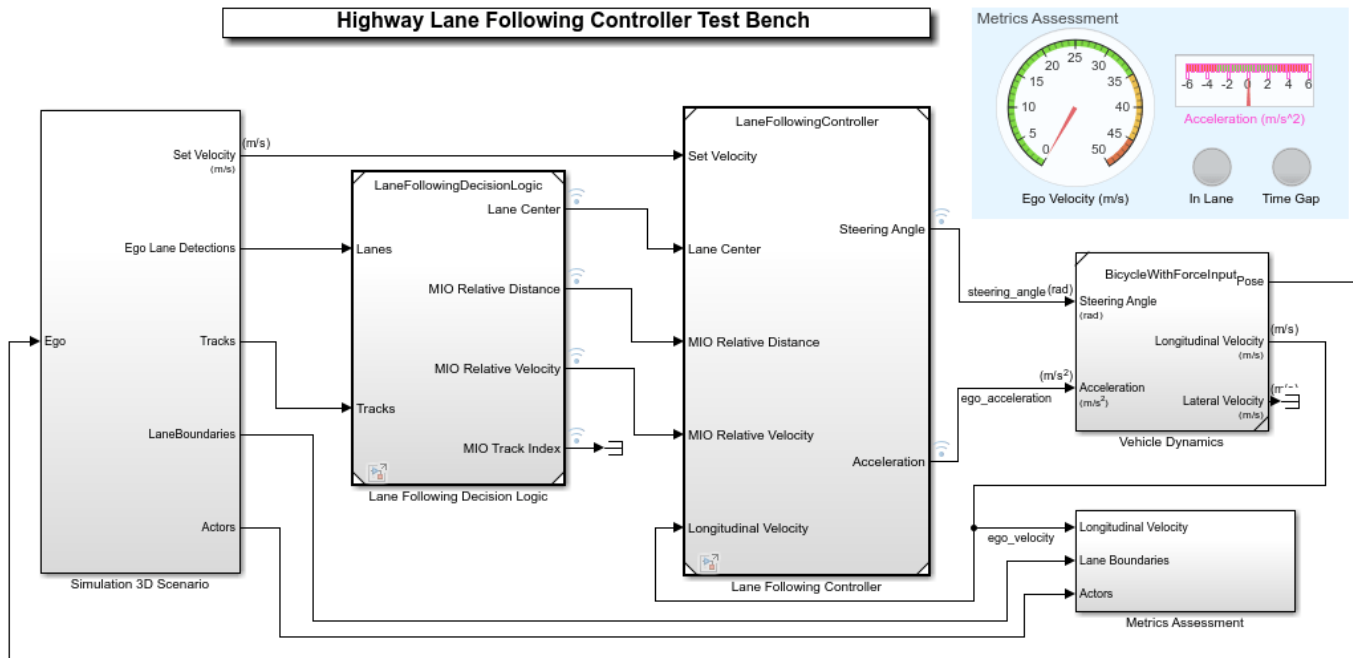 Highway Lane Following Controller Test Bench
Metrics Assessment
0
5
10
15
20
25
30
35
40
45
50
Ego Velocity (m/s)
-6 -4 -2 0 2 4 6
Acceleration (m/s^2)
In Lane
Time Gap
Set Velocity
(m/s)
Ego Lane Detections
Ego
Tracks
LaneBoundaries
Actors
Simulation 3D Scenario
(m/s)
LaneFollowingDecisionLogic
Lane Center
Lanes
MIO Relative Distance
MIO Relative Velocity
Tracks
MIO Track Index
Lane Following Decision Logic
LaneFollowingController
Set Velocity
Steering Angle
Lane Center
MIO Relative Distance
MIO Relative Velocity
Acceleration
Longitudinal Velocity
Lane Following Controller
steering_angle
(rad)
(m/s²)
ego_acceleration
BicycleWithForceInput
Pose
Steering Angle
(rad)
Longitudinal Velocity
(m/s)
Acceleration
(m/s²)
Lateral Velocity
(m/s)
Vehicle Dynamics
(m/s)
ego_velocity
Longitudinal Velocity
Lane Boundaries
Actors
Metrics Assessment